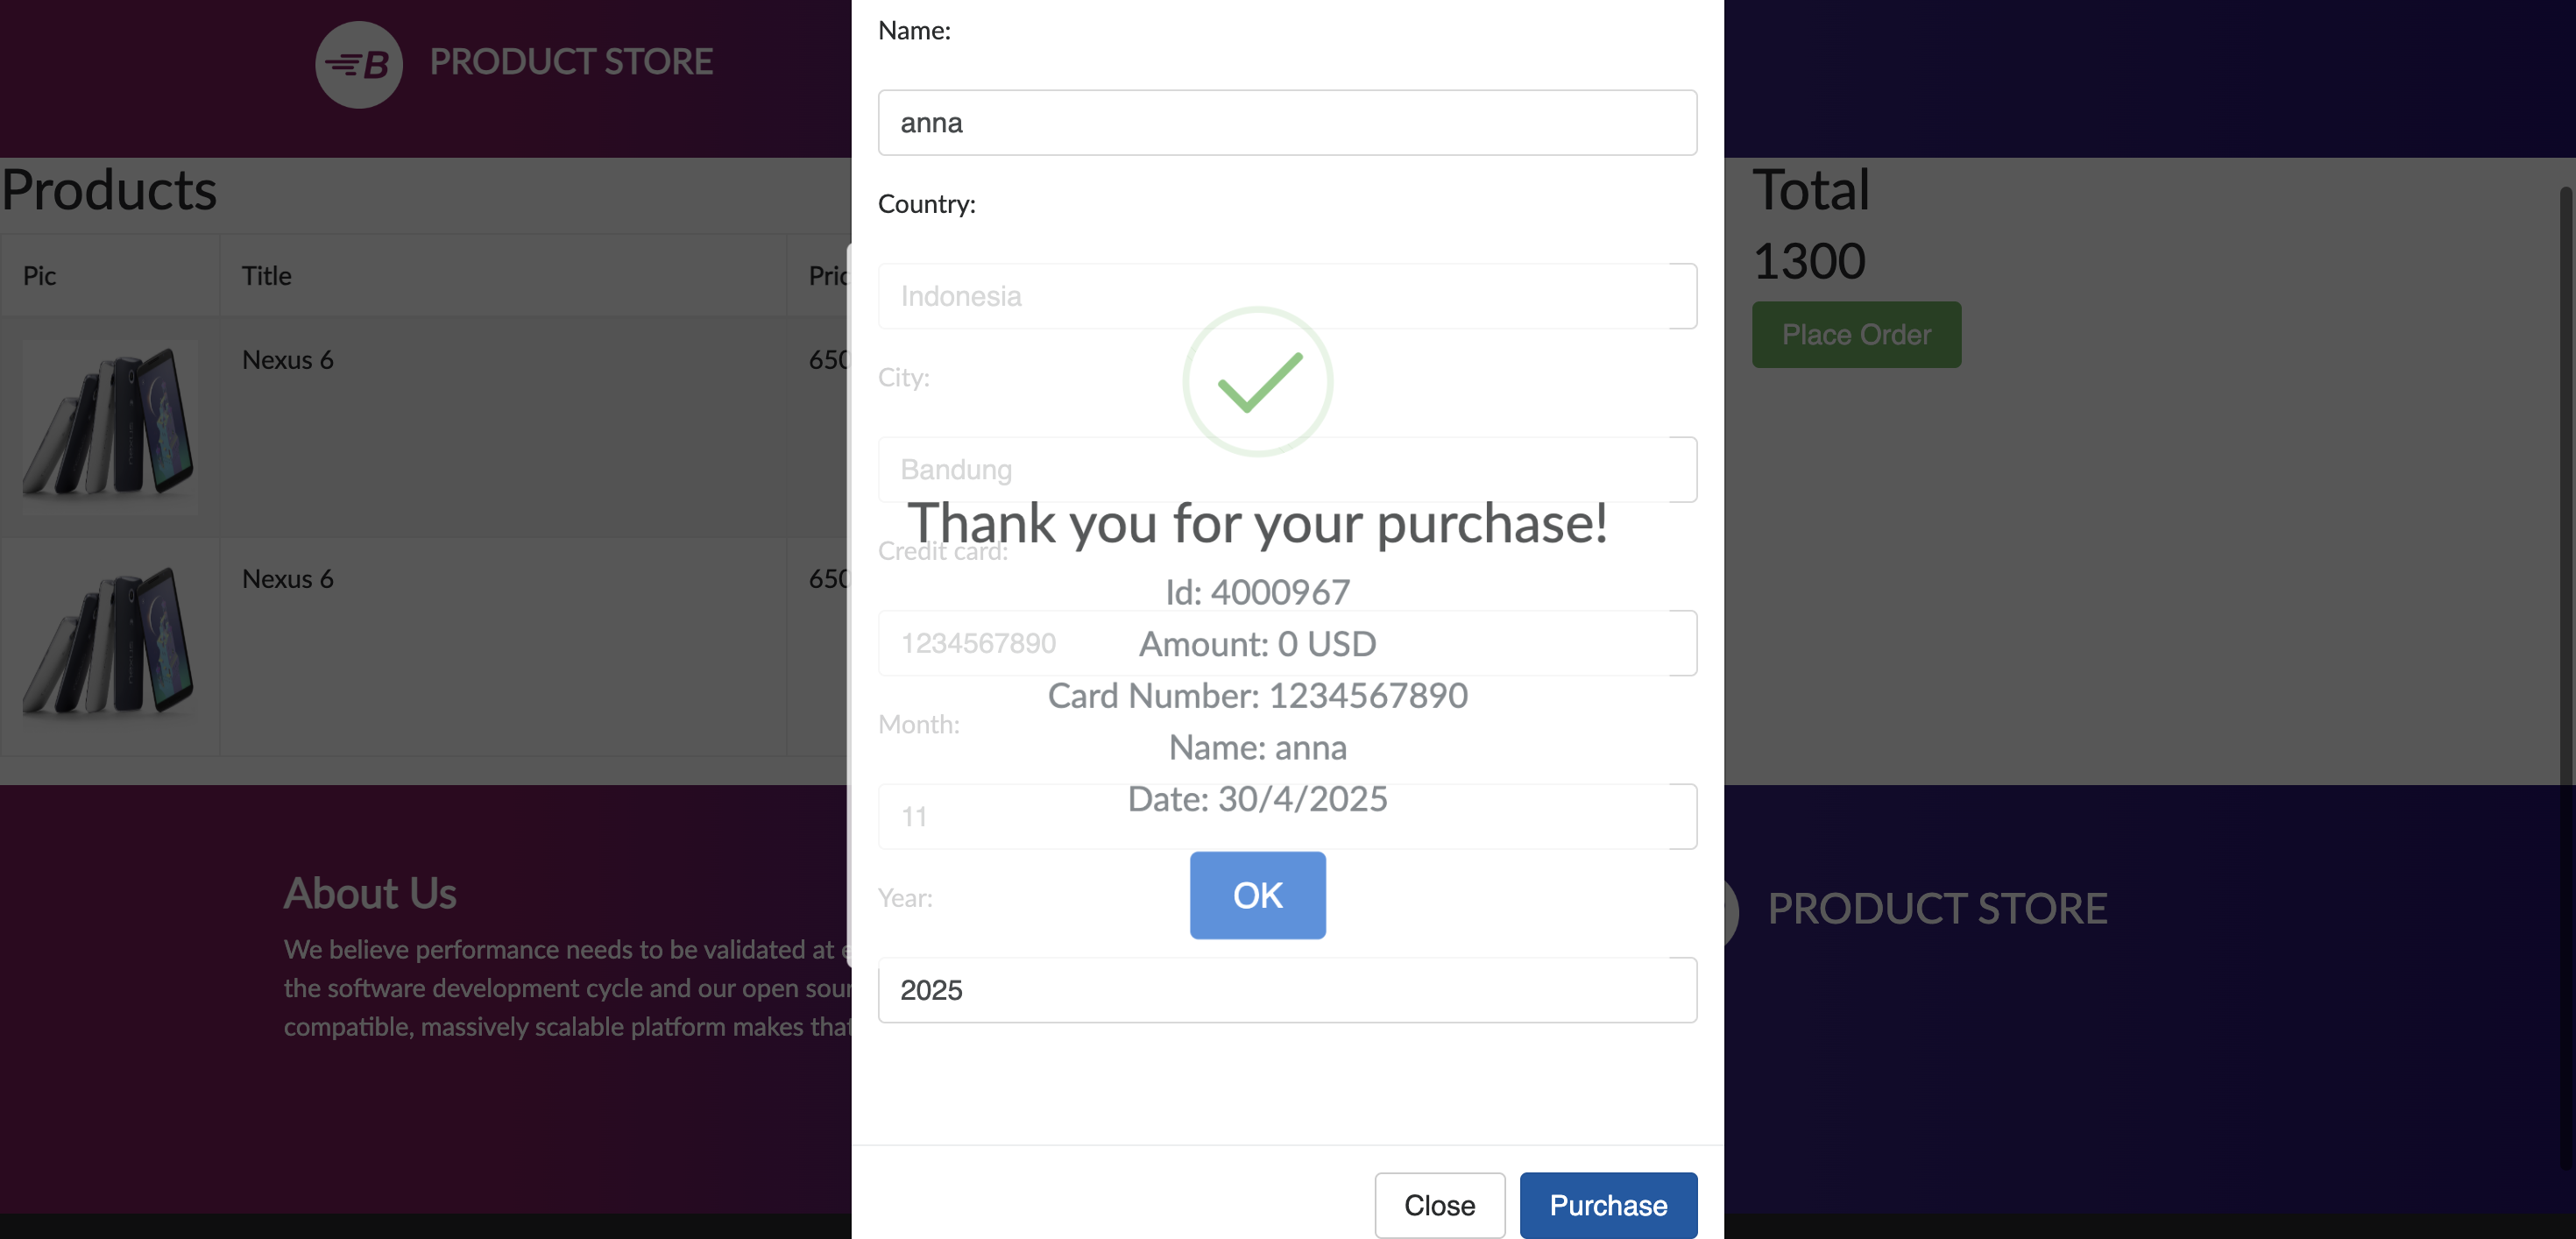 B PRODUCT STORE
Products
Pic Title Pric
Nexus 6 650
Nexus 6 650
Name:
anna
Country:
Indonesia
City:
Bandung
Credit card:
1234567890
Month:
11
Year:
2025
Thank you for your purchase!
Id: 4000967
Amount: 0 USD
Card Number: 1234567890
Name: anna
Date: 30/4/2025
OK
Close Purchase
Total
1300
Place Order
About Us
We believe performance needs to be validated at e
the software development cycle and our open sour
compatible, massively scalable platform makes that
PRODUCT STORE